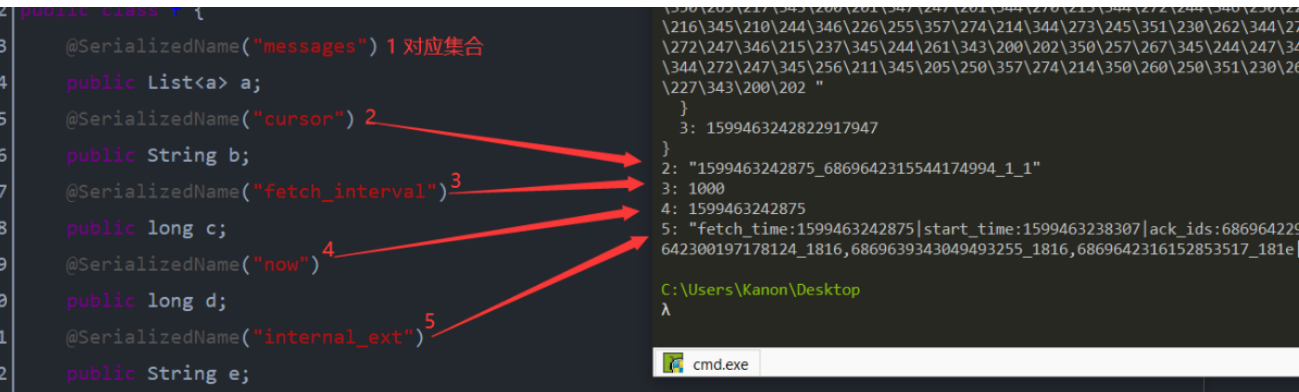 public class f {
@SerializedName("messages") 1 对应集合
public List<a> a;
@SerializedName("cursor") 2
public String b;
@SerializedName("fetch_interval") 3
public long c;
@SerializedName("now") 4
public long d;
@SerializedName("internal_ext") 5
public String e;
\216\345\210\244\346\226\255\357\274\214\344\273\245\351\230\262\344\27
\272\247\346\215\237\345\244\261\343\200\202\350\257\267\345\244\247\34
\344\272\247\345\256\211\345\205\250\357\274\214\350\260\250\351\230\26
\227\343\200\202 "
}
3: 1599463242822917947
}
2: "1599463242875_6869642315544174994_1_1"
3: 1000
4: 1599463242875
5: "fetch_time:1599463242875|start_time:1599463238307|ack_ids:686964229
642300197178124_1816,6869639343049493255_1816,6869642316152853517_181e|
C:\Users\Kanon\Desktop
λ
cmd.exe